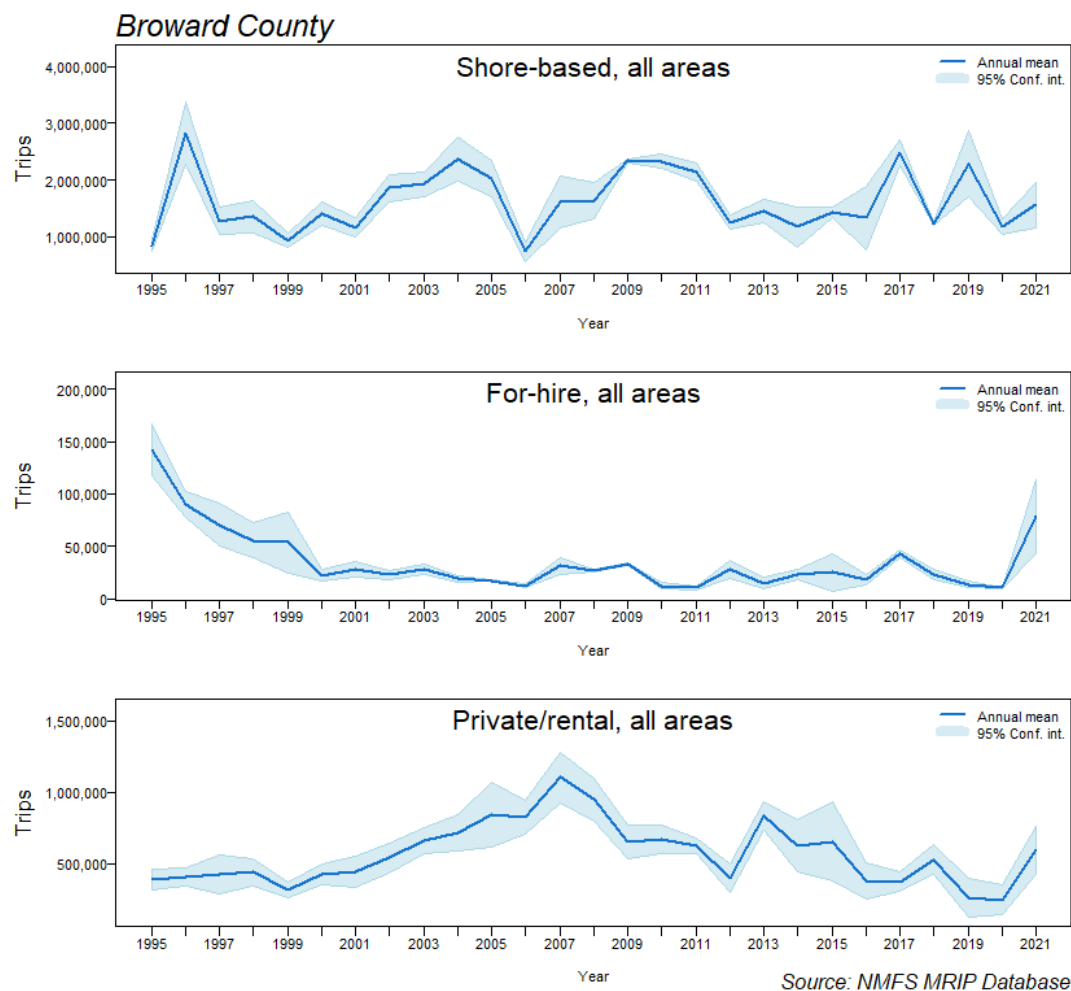 Broward County
Shore-based, all areas
Annual mean
95% Conf. int.
4,000,000
3,000,000
2,000,000
1,000,000
Trips
1995 1997 1999 2001 2003 2005 2007 2009 2011 2013 2015 2017 2019 2021
Year
For-hire, all areas
Annual mean
95% Conf. int.
200,000
150,000
100,000
50,000
0
Trips
1995 1997 1999 2001 2003 2005 2007 2009 2011 2013 2015 2017 2019 2021
Year
Private/rental, all areas
Annual mean
95% Conf. int.
1,500,000
1,000,000
500,000
Trips
1995 1997 1999 2001 2003 2005 2007 2009 2011 2013 2015 2017 2019 2021
Year
Source: NMFS MRIP Database